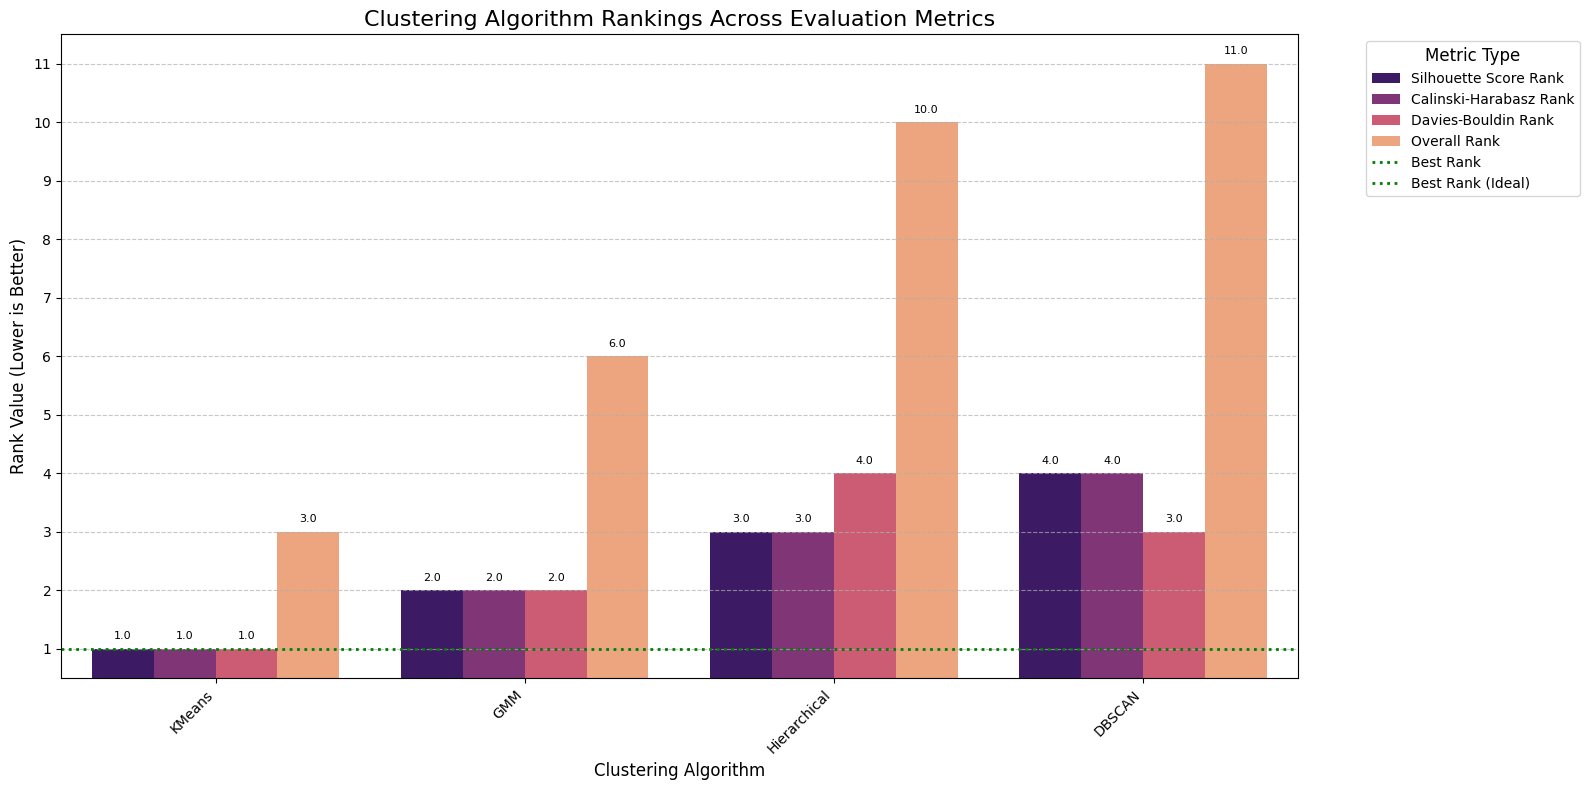 Clustering Algorithm Rankings Across Evaluation Metrics
Rank Value (Lower is Better)
11
10
9
8
7
6
5
4
3
2
1
1.0
1.0
1.0
3.0
2.0
2.0
2.0
6.0
3.0
3.0
4.0
10.0
4.0
4.0
3.0
11.0
KMeans
GMM
Hierarchical
DBSCAN
Clustering Algorithm
Metric Type
Silhouette Score Rank
Calinski-Harabasz Rank
Davies-Bouldin Rank
Overall Rank
Best Rank
Best Rank (Ideal)